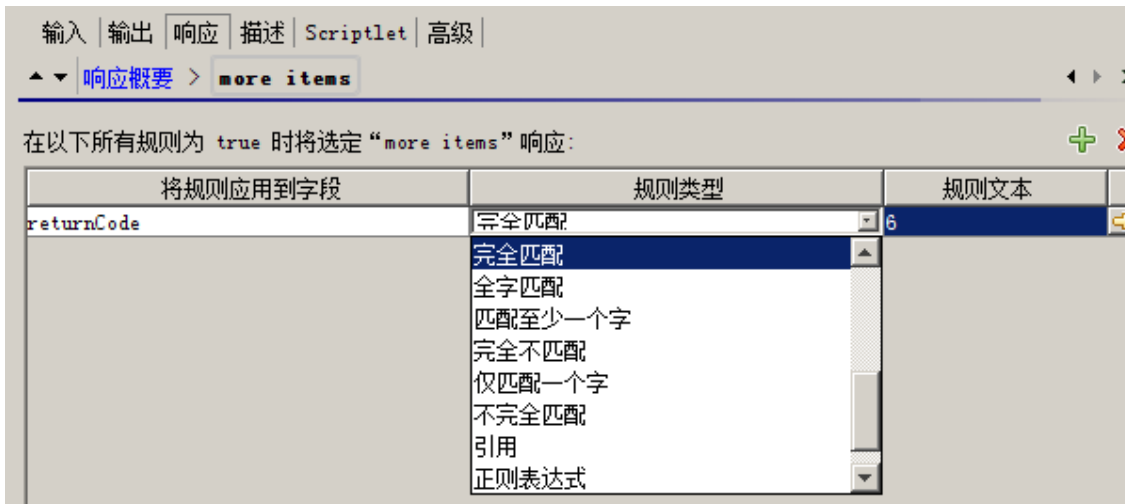 输入 输出 响应 描述 Scriptlet 高级
响应概要 > more items
在以下所有规则为 true 时将选定“more items”响应:
将规则应用到字段 规则类型 规则文本
returnCode 完全匹配 6
完全匹配
全字匹配
匹配至少一个字
完全不匹配
仅匹配一个字
不完全匹配
引用
正则表达式